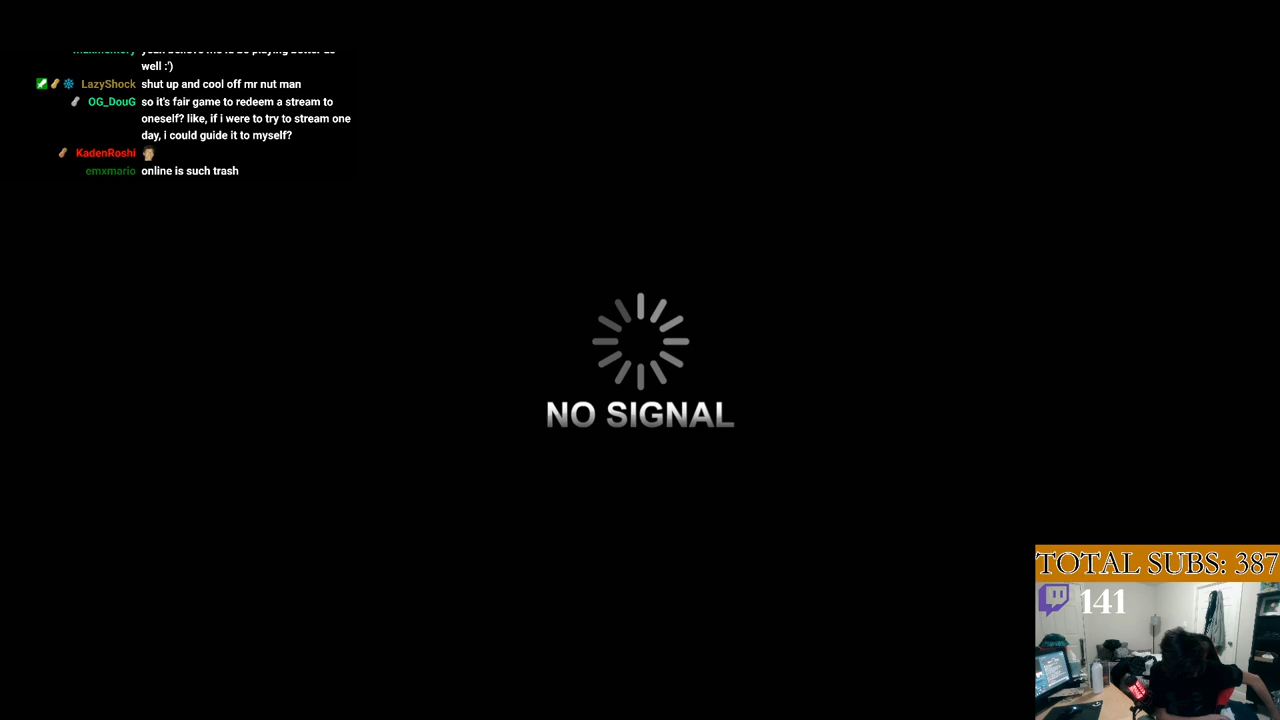 well :')
LazyShock shut up and cool off mr nut man
OG_DouG so it's fair game to redeem a stream to
oneself? like, if i were to try to stream one
day, i could guide it to myself?
KadenRoshi
emxmario online is such trash
NO SIGNAL
TOTAL SUBS: 387
141